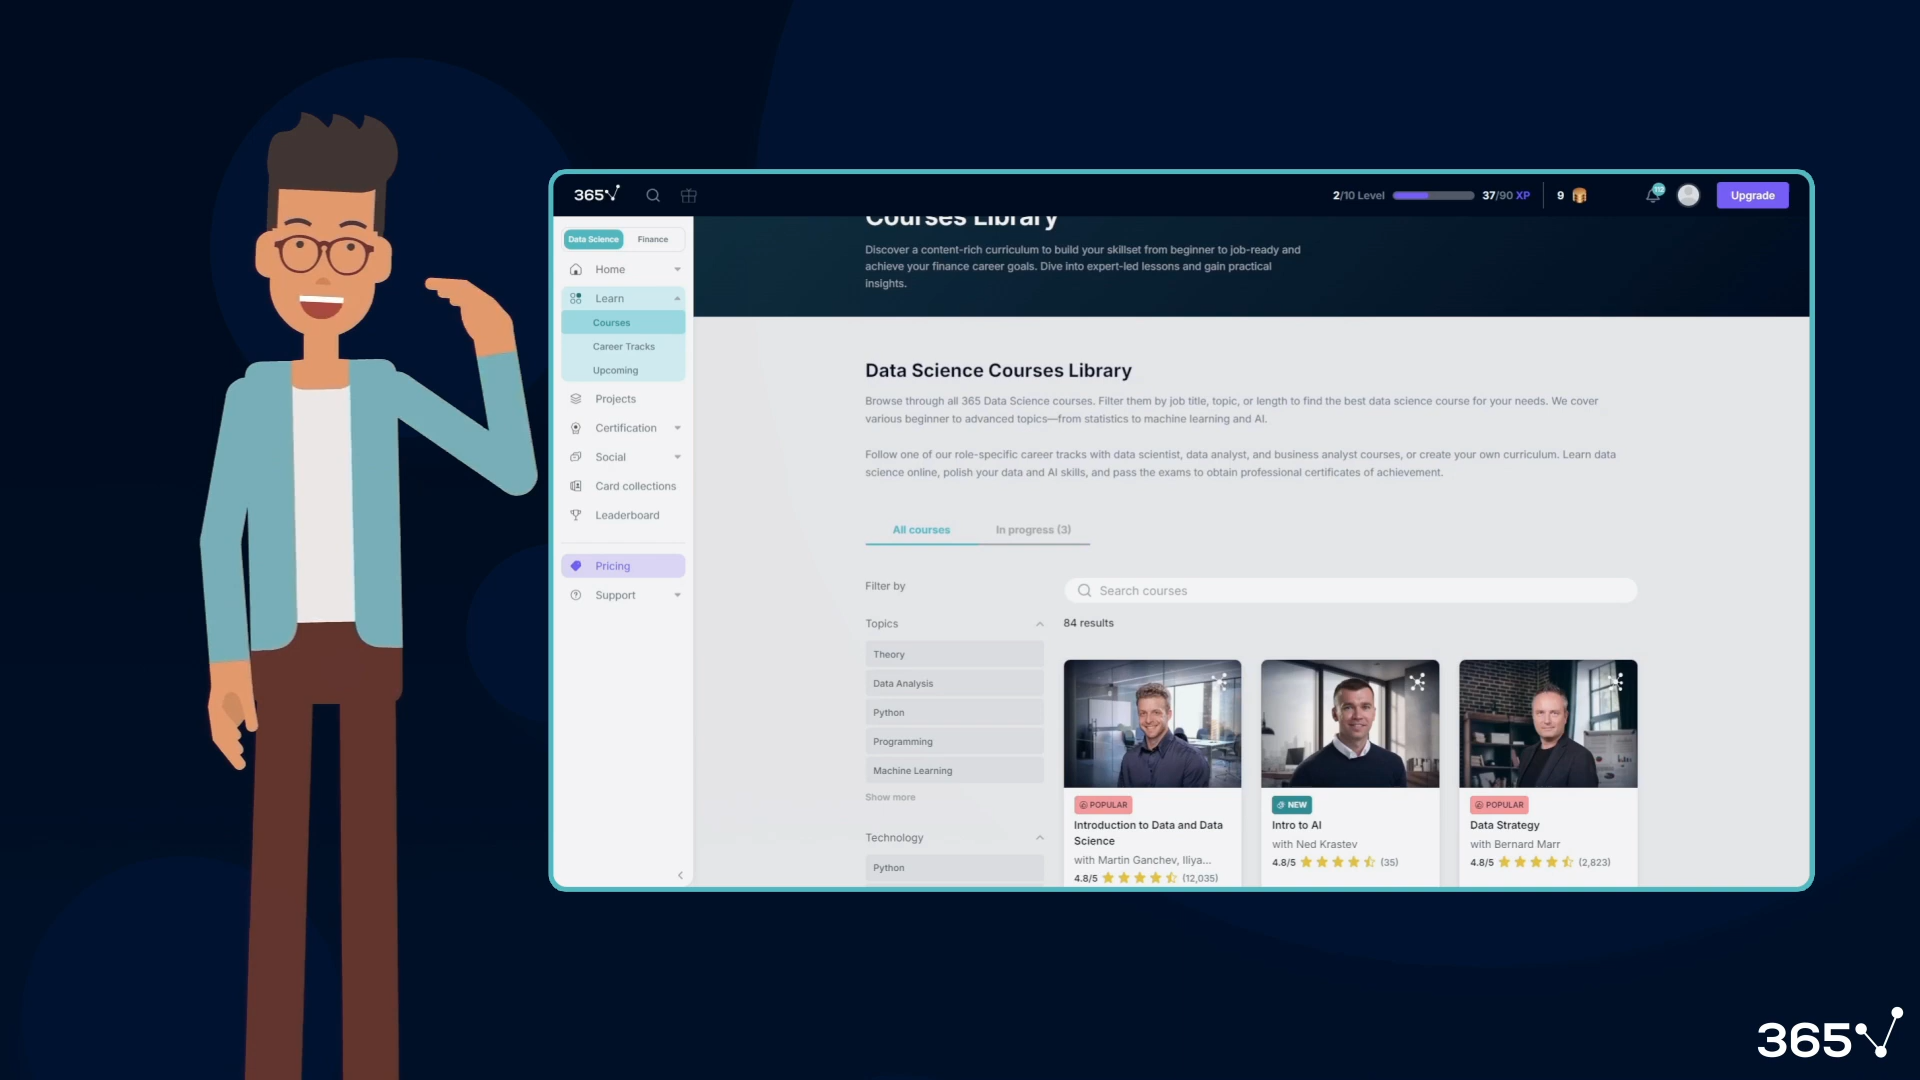 365
2/10 Level
37/90 XP
9
112
Upgrade
Data Science
Finance
Home
Learn
Courses
Career Tracks
Upcoming
Projects
Certification
Social
Card collections
Leaderboard
Pricing
Support
Courses Library
Discover a content-rich curriculum to build your skillset from beginner to job-ready and
achieve your finance career goals. Dive into expert-led lessons and gain practical
insights.
Data Science Courses Library
Browse through all 365 Data Science courses. Filter them by job title, topic, or length to find the best data science course for your needs. We cover
various beginner to advanced topics—from statistics to machine learning and AI.
Follow one of our role-specific career tracks with data scientist, data analyst, and business analyst courses, or create your own curriculum. Learn data
science online, polish your data and AI skills, and pass the exams to obtain professional certificates of achievement.
All courses
In progress (3)
Filter by
Search courses
Topics
84 results
Theory
Data Analysis
Python
Programming
Machine Learning
Show more
Technology
Python
POPULAR
Introduction to Data and Data
Science
with Martin Ganchev, Iliya...
4.8/5
(12,035)
NEW
Intro to AI
with Ned Krastev
4.8/5
(35)
POPULAR
Data Strategy
with Bernard Marr
4.8/5
(2,823)
365